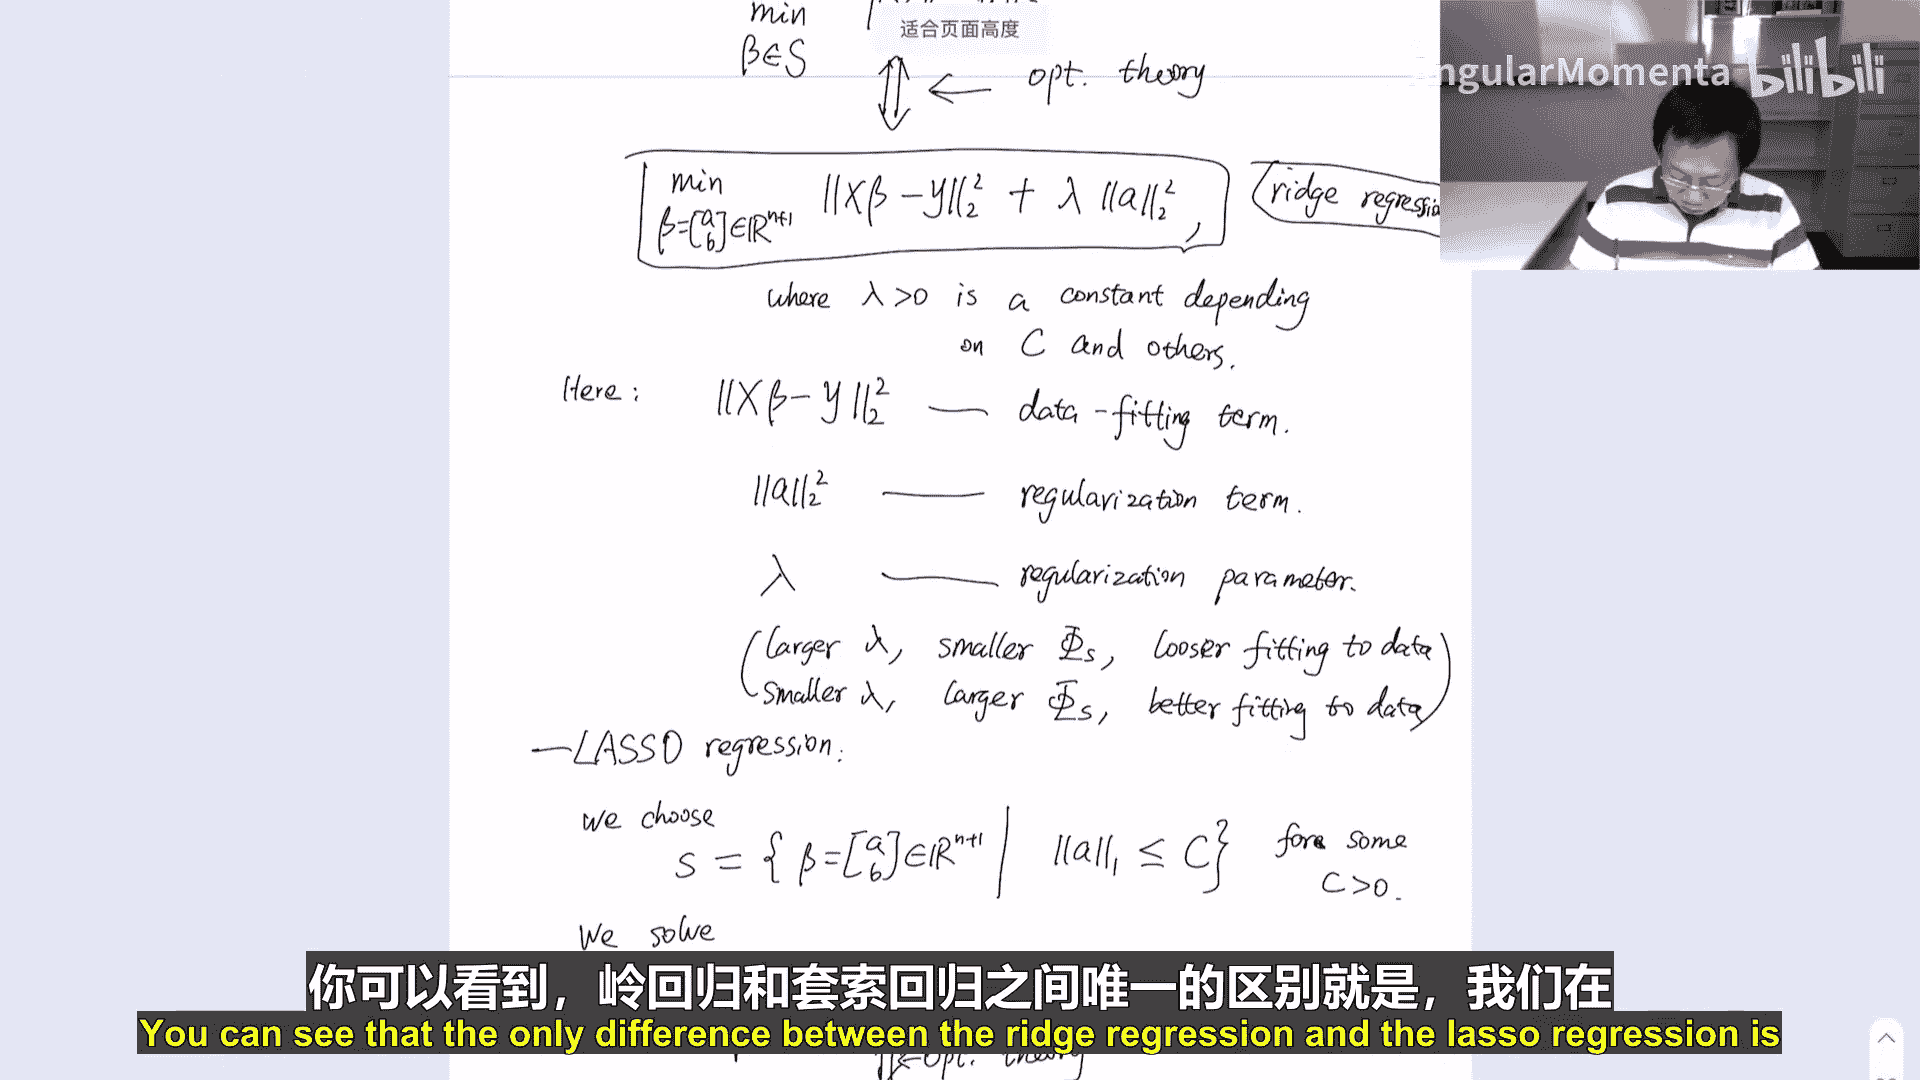 min
β∈S
适合页面高度
⇕ ← opt. theory
ngularMomenta bilibili
min ‖Xβ-y‖₂² + λ‖a‖₂²,
β=[a b]∈ℝⁿ⁺¹
ridge regressio
where λ>0 is a constant depending
on C and others.
Here: ‖Xβ-y‖₂² — data-fitting term.
‖a‖₂² — regularization term.
λ — regularization parameter.
(larger λ, smaller Φ_S, looser fitting to data
smaller λ, larger Φ_S, better fitting to data)
—LASSO regression:
we choose
S = { β=[a b]∈ℝⁿ⁺¹ | ‖a‖₁ ≤ C} for some
C>0.
We solve
你可以看到，岭回归和套索回归之间唯一的区别就是，我们在
You can see that the only difference between the ridge regression and the lasso regression is
⇕← opt. theory